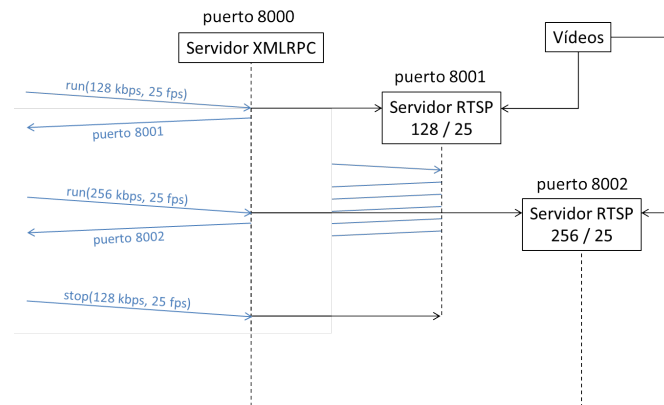 puerto 8000
Servidor XMLRPC
Vídeos
puerto 8001
run(128 kbps, 25 fps)
Servidor RTSP
128 / 25
puerto 8001
puerto 8002
run(256 kbps, 25 fps)
Servidor RTSP
256 / 25
puerto 8002
stop(128 kbps, 25 fps)